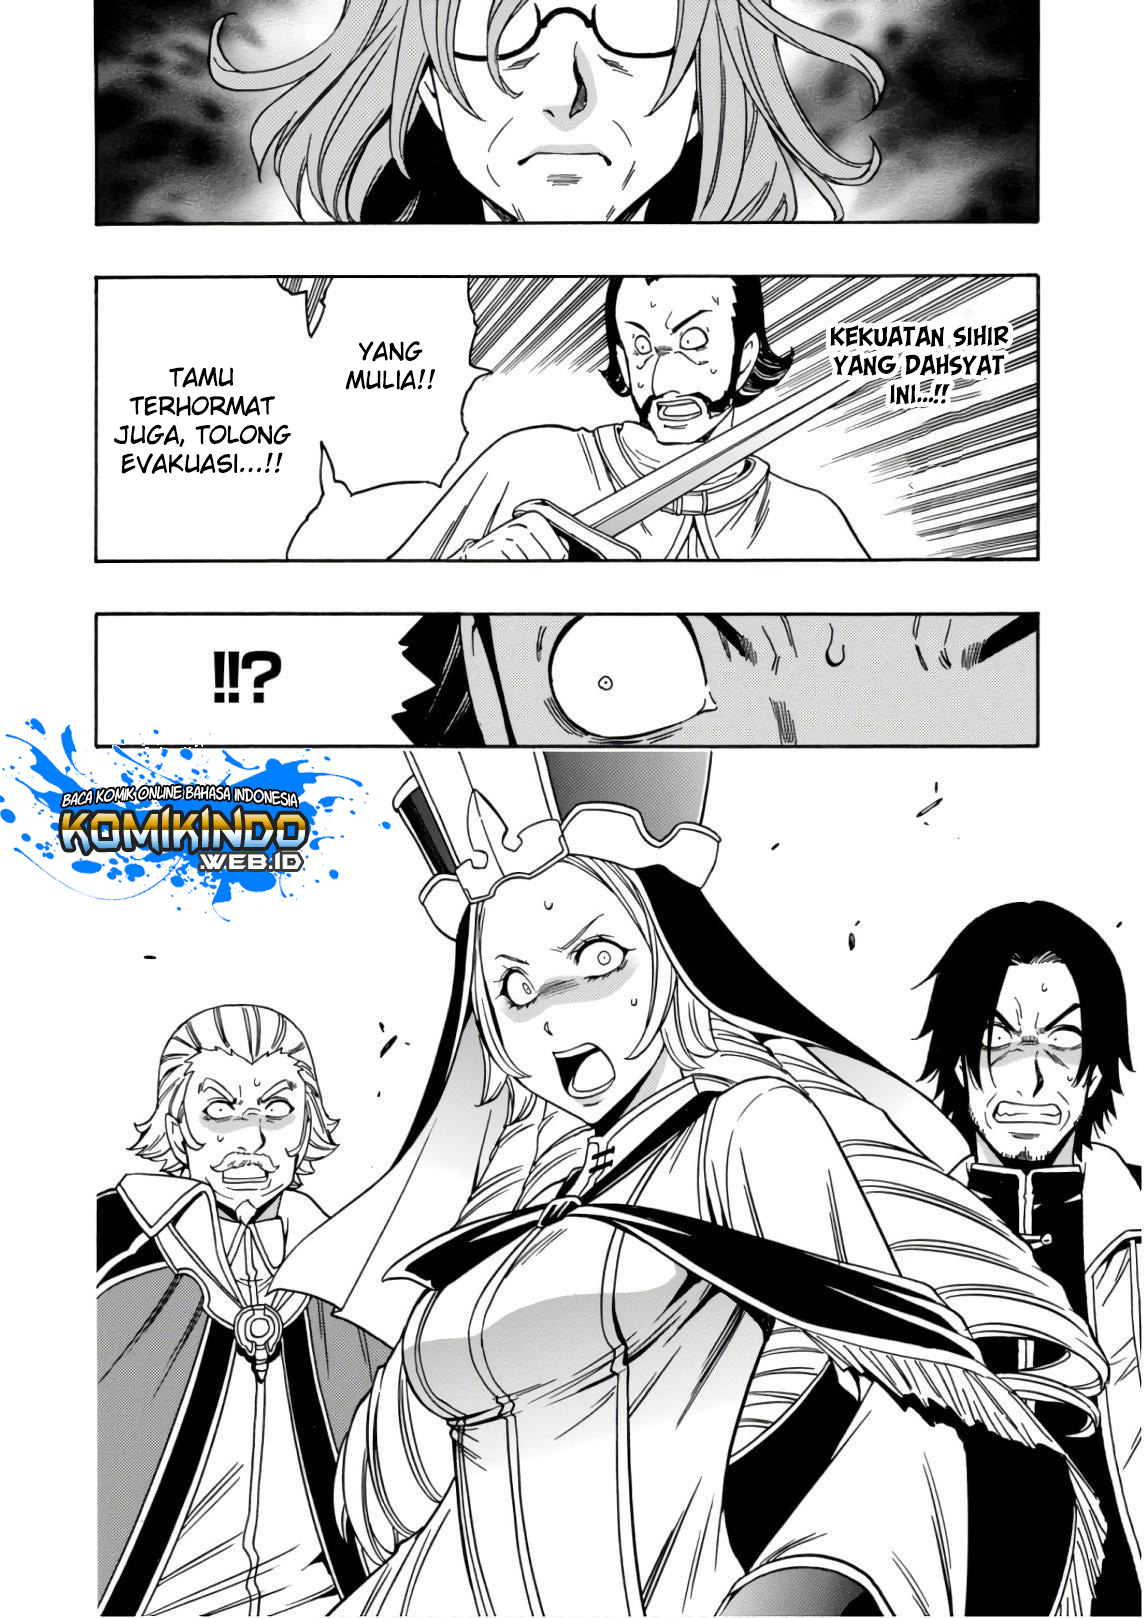 KEKUATAN SIHIR
YANG DAHSYAT
INI...!!
YANG
MULIA!!
TAMU
TERHORMAT
JUGA, TOLONG
EVAKUASI...!!
!!?
BACA KOMIK ONLINE BAHASA INDONESIA
KOMIKINDO
.WEB.ID